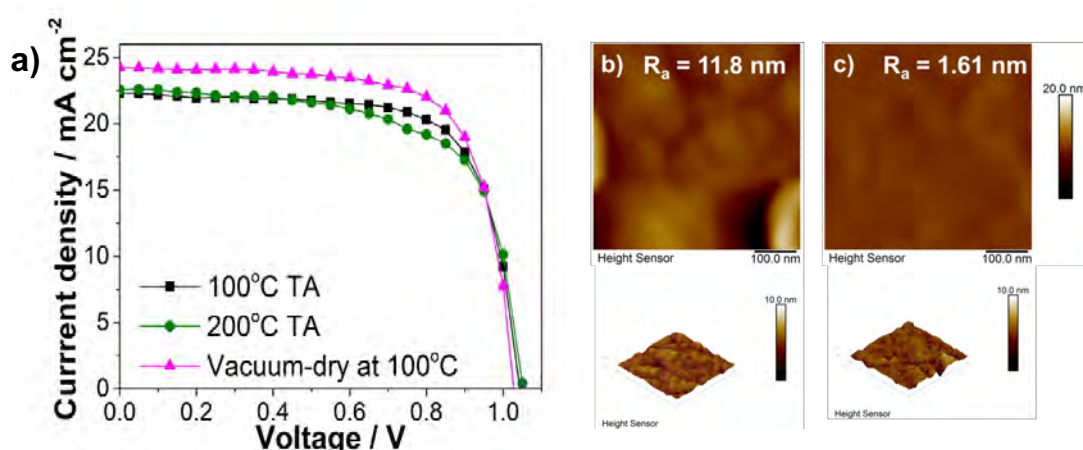 a)
25
20
15
10
5
0
Currrent density / mA cm⁻²
100°C TA
200°C TA
Vacuum-dry at 100°C
0.0 0.2 0.4 0.6 0.8 1.0
Voltage / V
b) Rₐ = 11.8 nm
Height Sensor
100.0 nm
10.0 nm
Height Sensor
c) Rₐ = 1.61 nm
20.0 nm
Height Sensor
100.0 nm
10.0 nm
Height Sensor